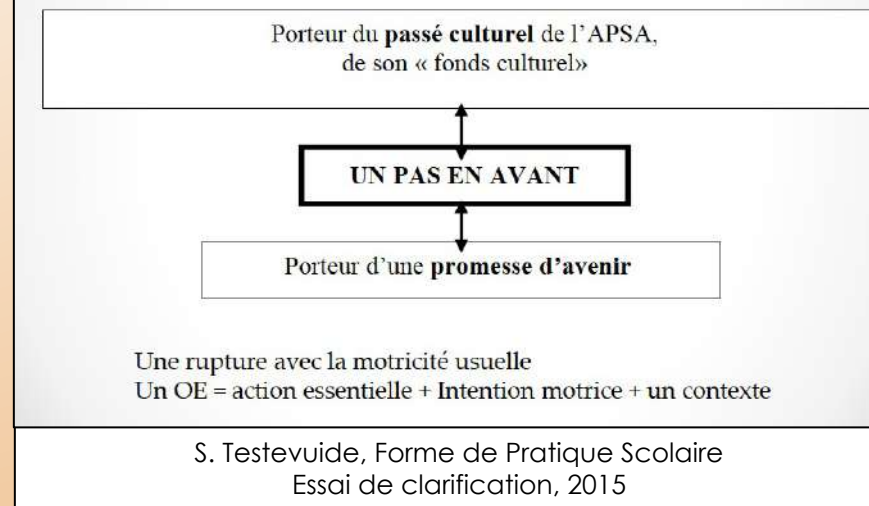 Porteur du passé culturel de l'APSA,
de son « fonds culturel»
UN PAS EN AVANT
Porteur d'une promesse d'avenir
Une rupture avec la motricité usuelle
Un OE = action essentielle + Intention motrice + un contexte
S. Testevuide, Forme de Pratique Scolaire
Essai de clarification, 2015